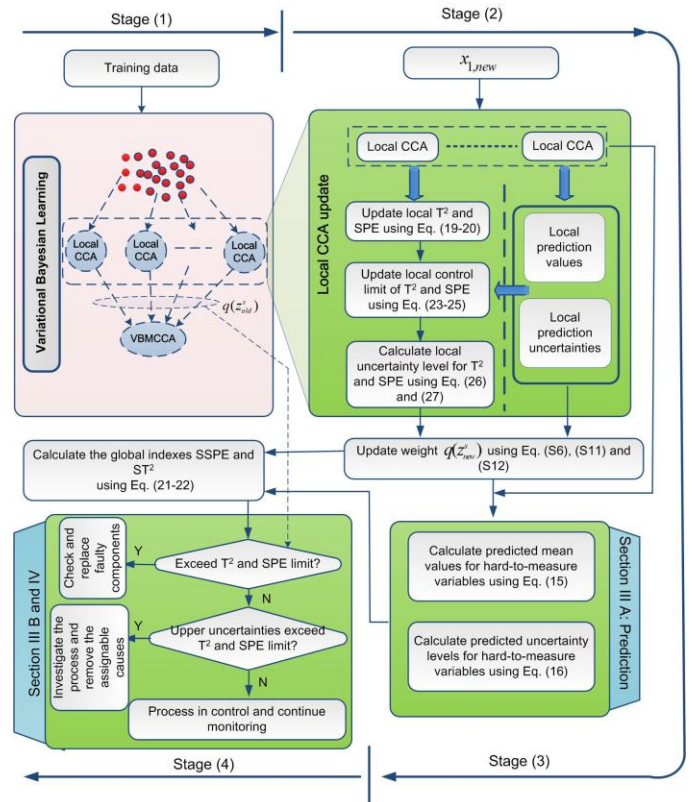 Stage (1)
Stage (2)
Training data
x1,new
Variational Bayesian Learning
Local
CCA
Local
CCA
Local
CCA
q(z^s_old)
VBMCCA
Local CCA update
Local CCA
Local CCA
Update local T² and
SPE using Eq. (19-20)
Update local control
limit of T² and SPE
using Eq. (23-25)
Calculate local
uncertainty level for T²
and SPE using Eq. (26)
and (27)
Local
prediction
values
Local
prediction
uncertainties
Calculate the global indexes SSPE and
ST²
using Eq. (21-22)
Update weight q(z^s_new) using Eq. (S6), (S11) and
(S12)
Section III B and IV
Check and
replace
faulty
components
Y
Exceed T² and SPE limit?
N
Investigate the
process and
remove the
assignable
causes
Y
Upper uncertainties exceed
T² and SPE limit?
N
Process in control and continue
monitoring
Calculate predicted mean
values for hard-to-measure
variables using Eq. (15)
Calculate predicted uncertainty
levels for hard-to-measure
variables using Eq. (16)
Section III A: Prediction
Stage (4)
Stage (3)